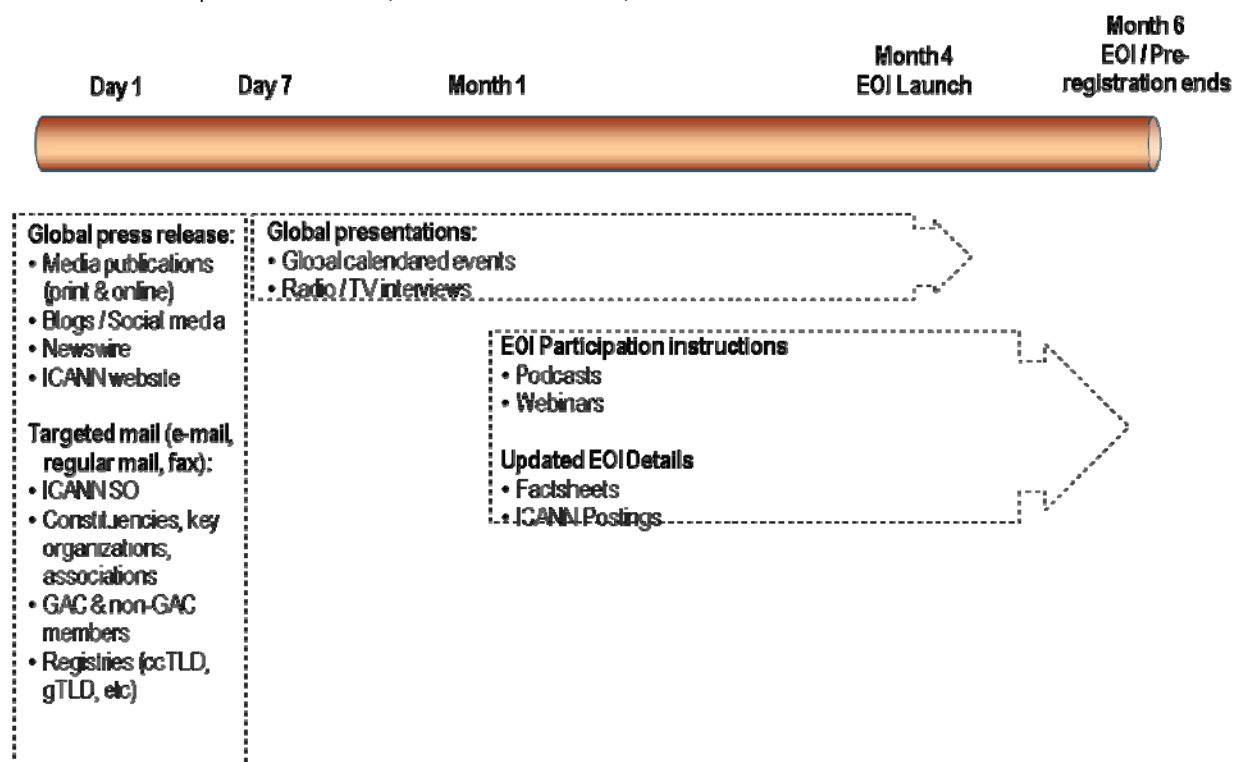 Day 1
Day 7
Month 1
Month 4
EOI Launch
Month 6
EOI / Pre-
registration ends
Global press release:
• Media publications
(print & online)
• Blogs / Social media
• Newswire
• ICANN website
Targeted mail (e-mail,
regular mail, fax):
• ICANN SO
• Constituencies, key
organizations,
associations
• GAC & non-GAC
members
• Registries (ccTLD,
gTLD, etc)
Global presentations:
• Global calendared events
• Radio / TV interviews
EOI Participation instructions
• Podcasts
• Webinars
Updated EOI Details
• Factsheets
• ICANN Postings